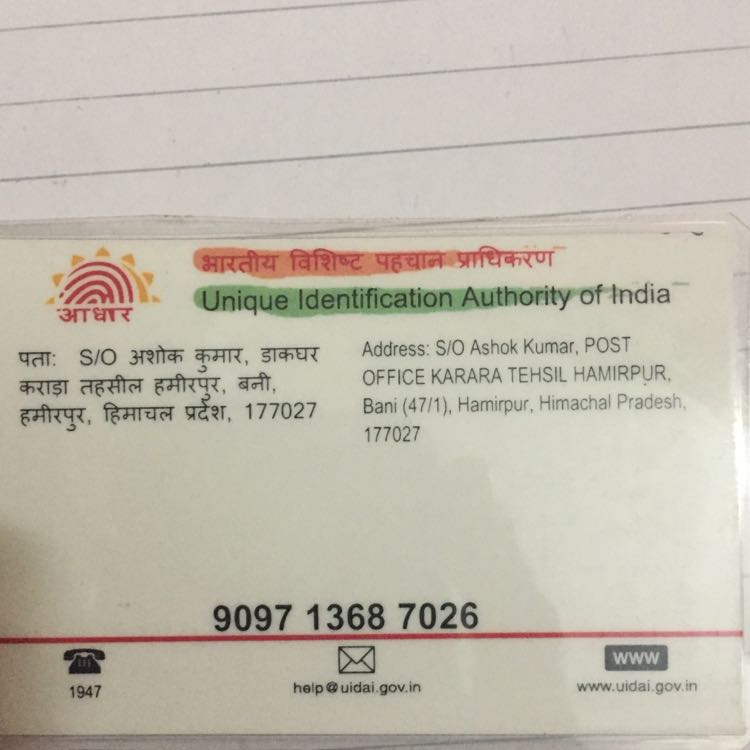 भारतीय विशिष्ट पहचान प्राधिकरण
Unique Identification Authority of India
आधार
पता: S/O अशोक कुमार, डाकघर
कराडा तहसील हमीरपुर, बनी,
हमीरपुर, हिमाचल प्रदेश, 177027
Address: S/O Ashok Kumar, POST
OFFICE KARARA TEHSIL HAMIRPUR,
Bani (47/1), Hamirpur, Himachal Pradesh,
177027
9097 1368 7026
1947
help@uidai.gov.in
www
www.uidai.gov.in